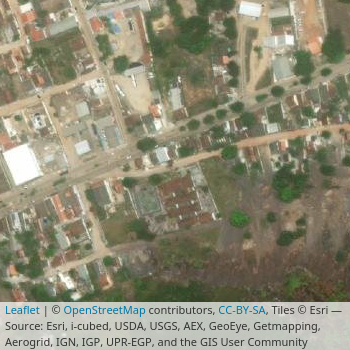 Leaflet | © OpenStreetMap contributors, CC-BY-SA, Tiles © Esri —
Source: Esri, i-cubed, USDA, USGS, AEX, GeoEye, Getmapping,
Aerogrid, IGN, IGP, UPR-EGP, and the GIS User Community